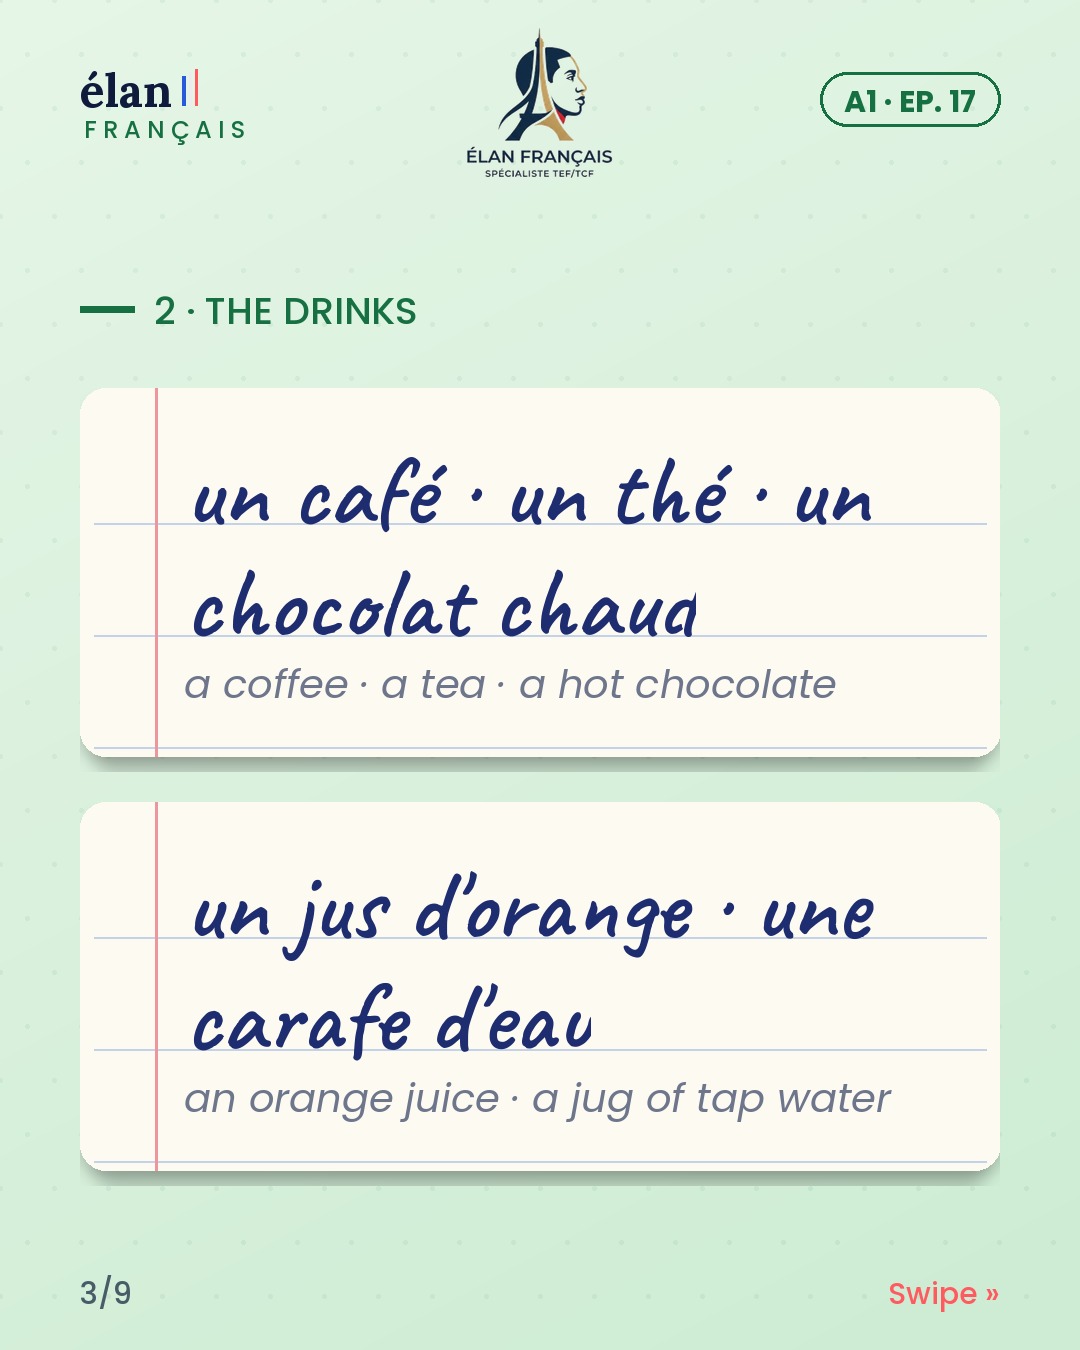 élan
FRANÇAIS
ÉLAN FRANÇAIS
SPÉCIALISTE TEF/TCF
A1 · EP. 17
2 · THE DRINKS
un café · un thé · un
chocolat chaud
a coffee · a tea · a hot chocolate
un jus d'orange · une
carafe d'eau
an orange juice · a jug of tap water
3/9
Swipe »